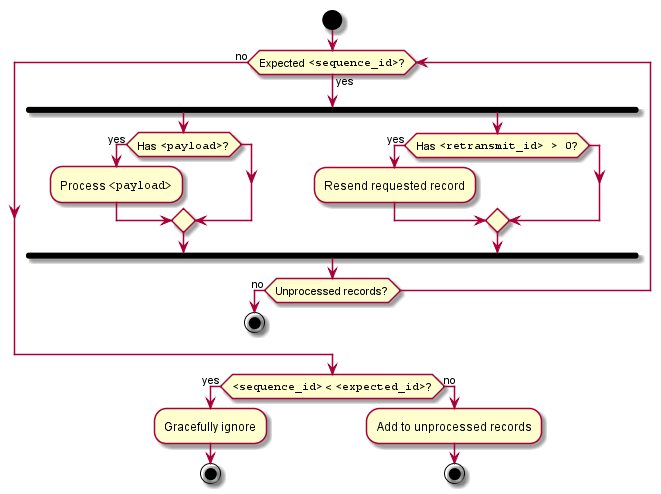 no
Expected <sequence_id>?
yes
yes
Has <payload>?
yes
Has <retransmit_id> > 0?
Process <payload>
Resend requested record
no
Unprocessed records?
yes
<sequence_id> < <expected_id>?
no
Gracefully ignore
Add to unprocessed records